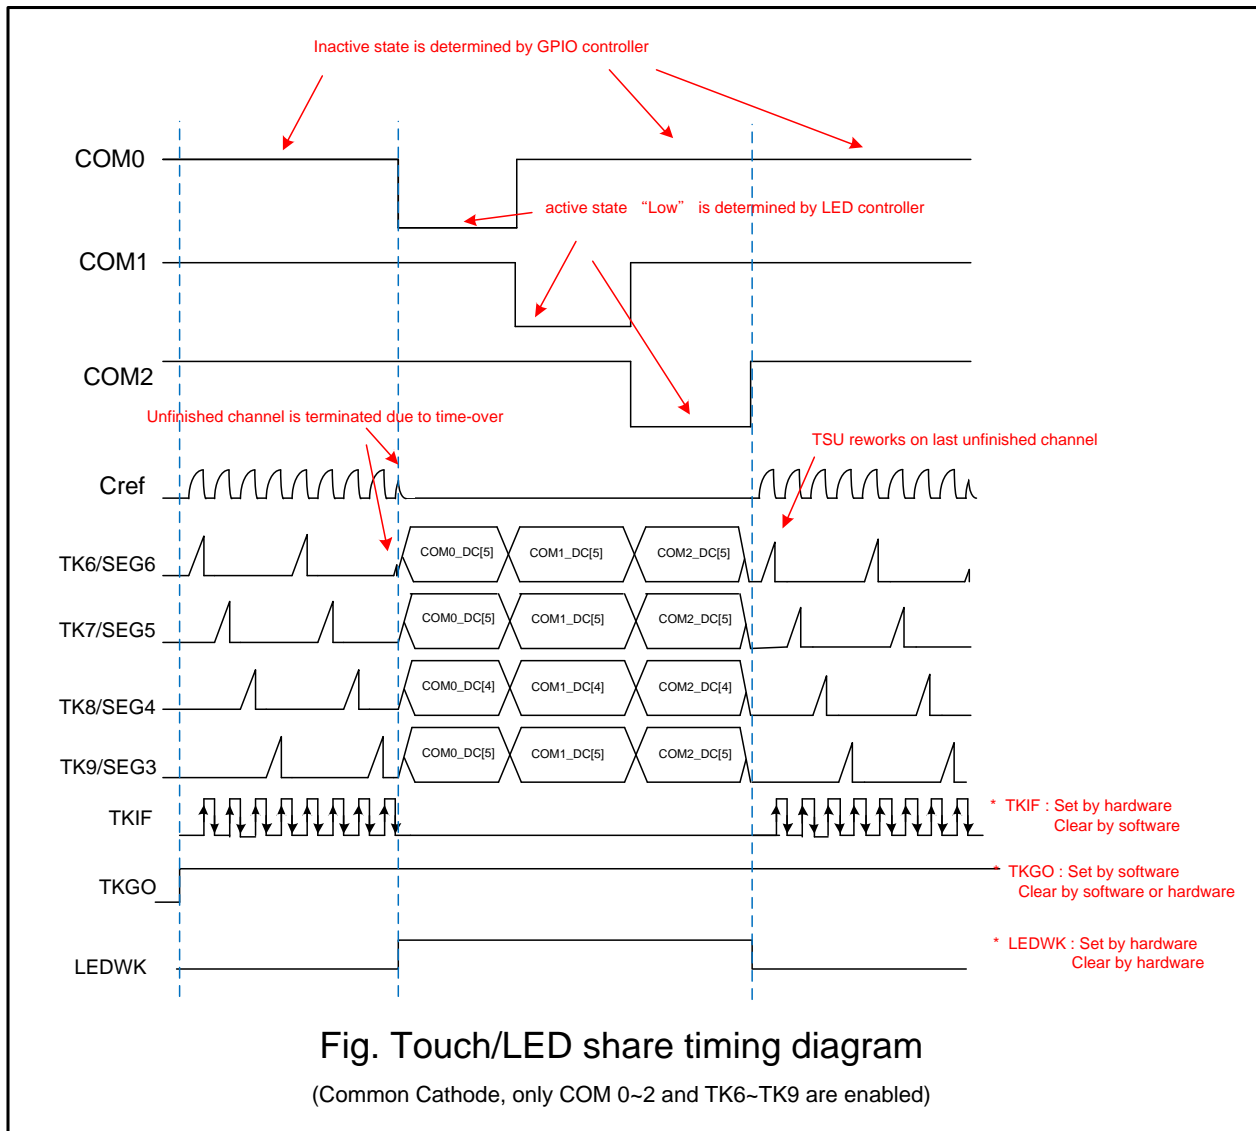 Inactive state is determined by GPIO controller
COM0
active state “Low” is determined by LED controller
COM1
COM2
Unfinished channel is terminated due to time-over
TSU reworks on last unfinished channel
Cref
TK6/SEG6
COM0_DC[5]
COM1_DC[5]
COM2_DC[5]
TK7/SEG5
COM0_DC[5]
COM1_DC[5]
COM2_DC[5]
TK8/SEG4
COM0_DC[4]
COM1_DC[4]
COM2_DC[4]
TK9/SEG3
COM0_DC[5]
COM1_DC[5]
COM2_DC[5]
TKIF
* TKIF : Set by hardware
Clear by software
TKGO
* TKGO : Set by software
Clear by software or hardware
LEDWK
* LEDWK : Set by hardware
Clear by hardware
Fig. Touch/LED share timing diagram
(Common Cathode, only COM 0~2 and TK6~TK9 are enabled)